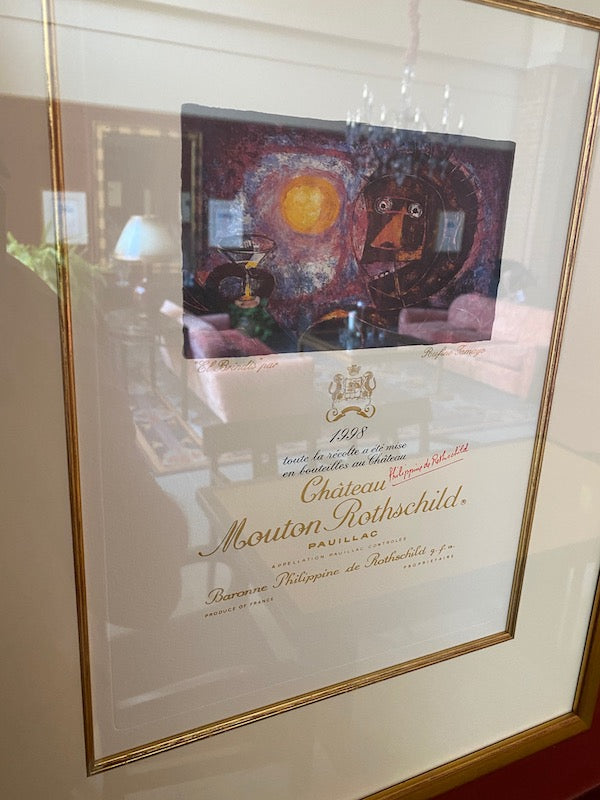 "El Brindis" par
Rufino Tamayo
1998
toute la récolte a été mise
en bouteilles au Château
Philippine de Rothschild
Château
Mouton Rothschild®
PAUILLAC
APPELLATION PAUILLAC CONTRÔLÉE
Baronne Philippine de Rothschild g.f.a.
PRODUCE OF FRANCE
PROPRIÉTAIRE